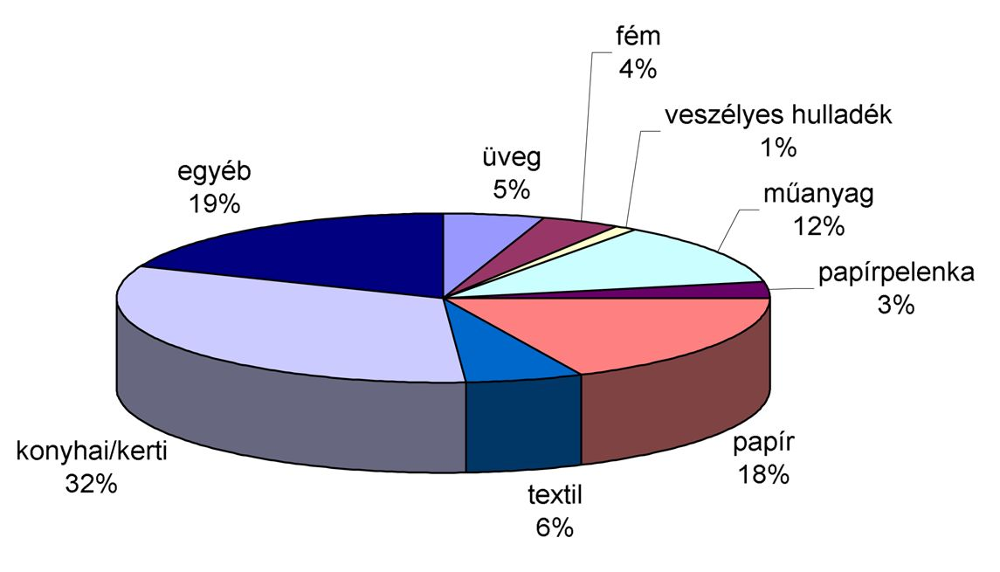 fém
4%
veszélyes hulladék
1%
üveg
5%
egyéb
19%
műanyag
12%
papírpelenka
3%
papír
18%
konyhai/kerti
32%
textil
6%